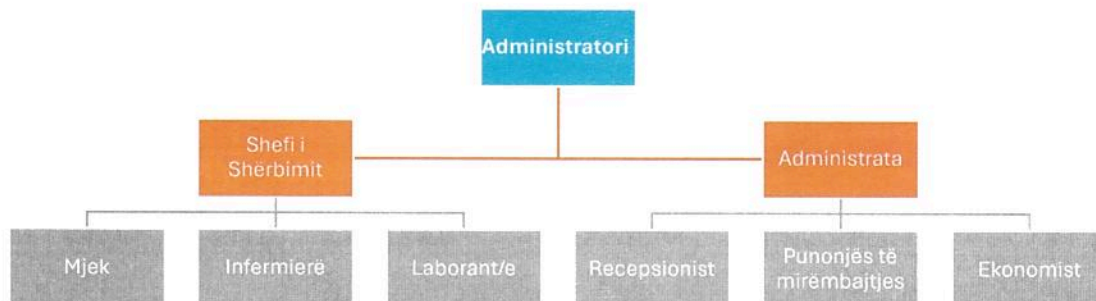 Administratori
Shefi i
Shërbimit
Administrata
Mjek
Infermierë
Laborant/e
Recepsionist
Punonjës të
mirëmbajtjes
Ekonomist